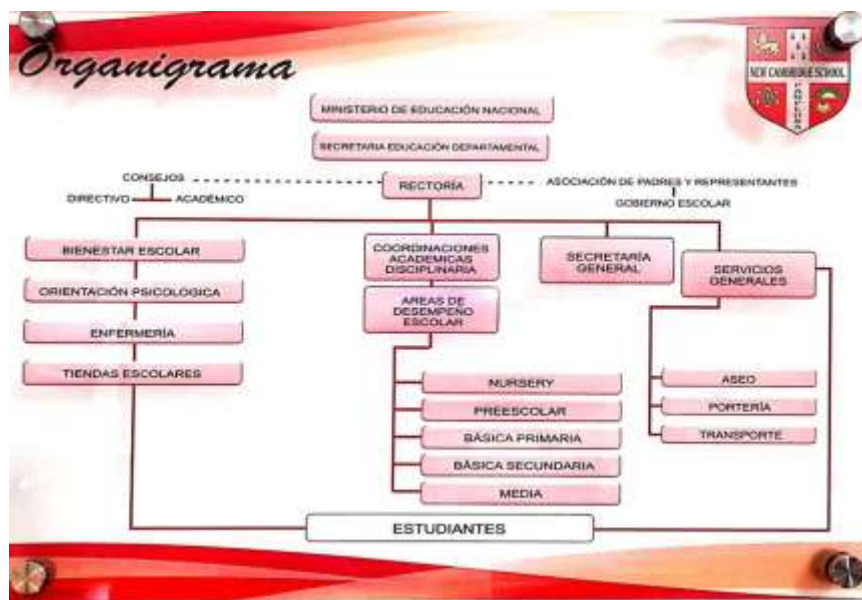 Organigrama
NEW CAMBRIDGE SCHOOL
PAMPLONA
MINISTERIO DE EDUCACIÓN NACIONAL
SECRETARIA EDUCACIÓN DEPARTAMENTAL
CONSEJOS
RECTORÍA
ASOCIACIÓN DE PADRES Y REPRESENTANTES
DIRECTIVO
ACADÉMICO
GOBIERNO ESCOLAR
BIENESTAR ESCOLAR
ORIENTACIÓN PSICOLOGICA
ENFERMERÍA
TIENDAS ESCOLARES
COORDINACIONES
ACADEMICAS
DISCIPLINARIA
AREAS DE
DESEMPEÑO
ESCOLAR
NURSERY
PREESCOLAR
BÁSICA PRIMARIA
BÁSICA SECUNDARIA
MEDIA
SECRETARÍA
GENERAL
SERVICIOS
GENERALES
ASEO
PORTERÍA
TRANSPORTE
ESTUDIANTES